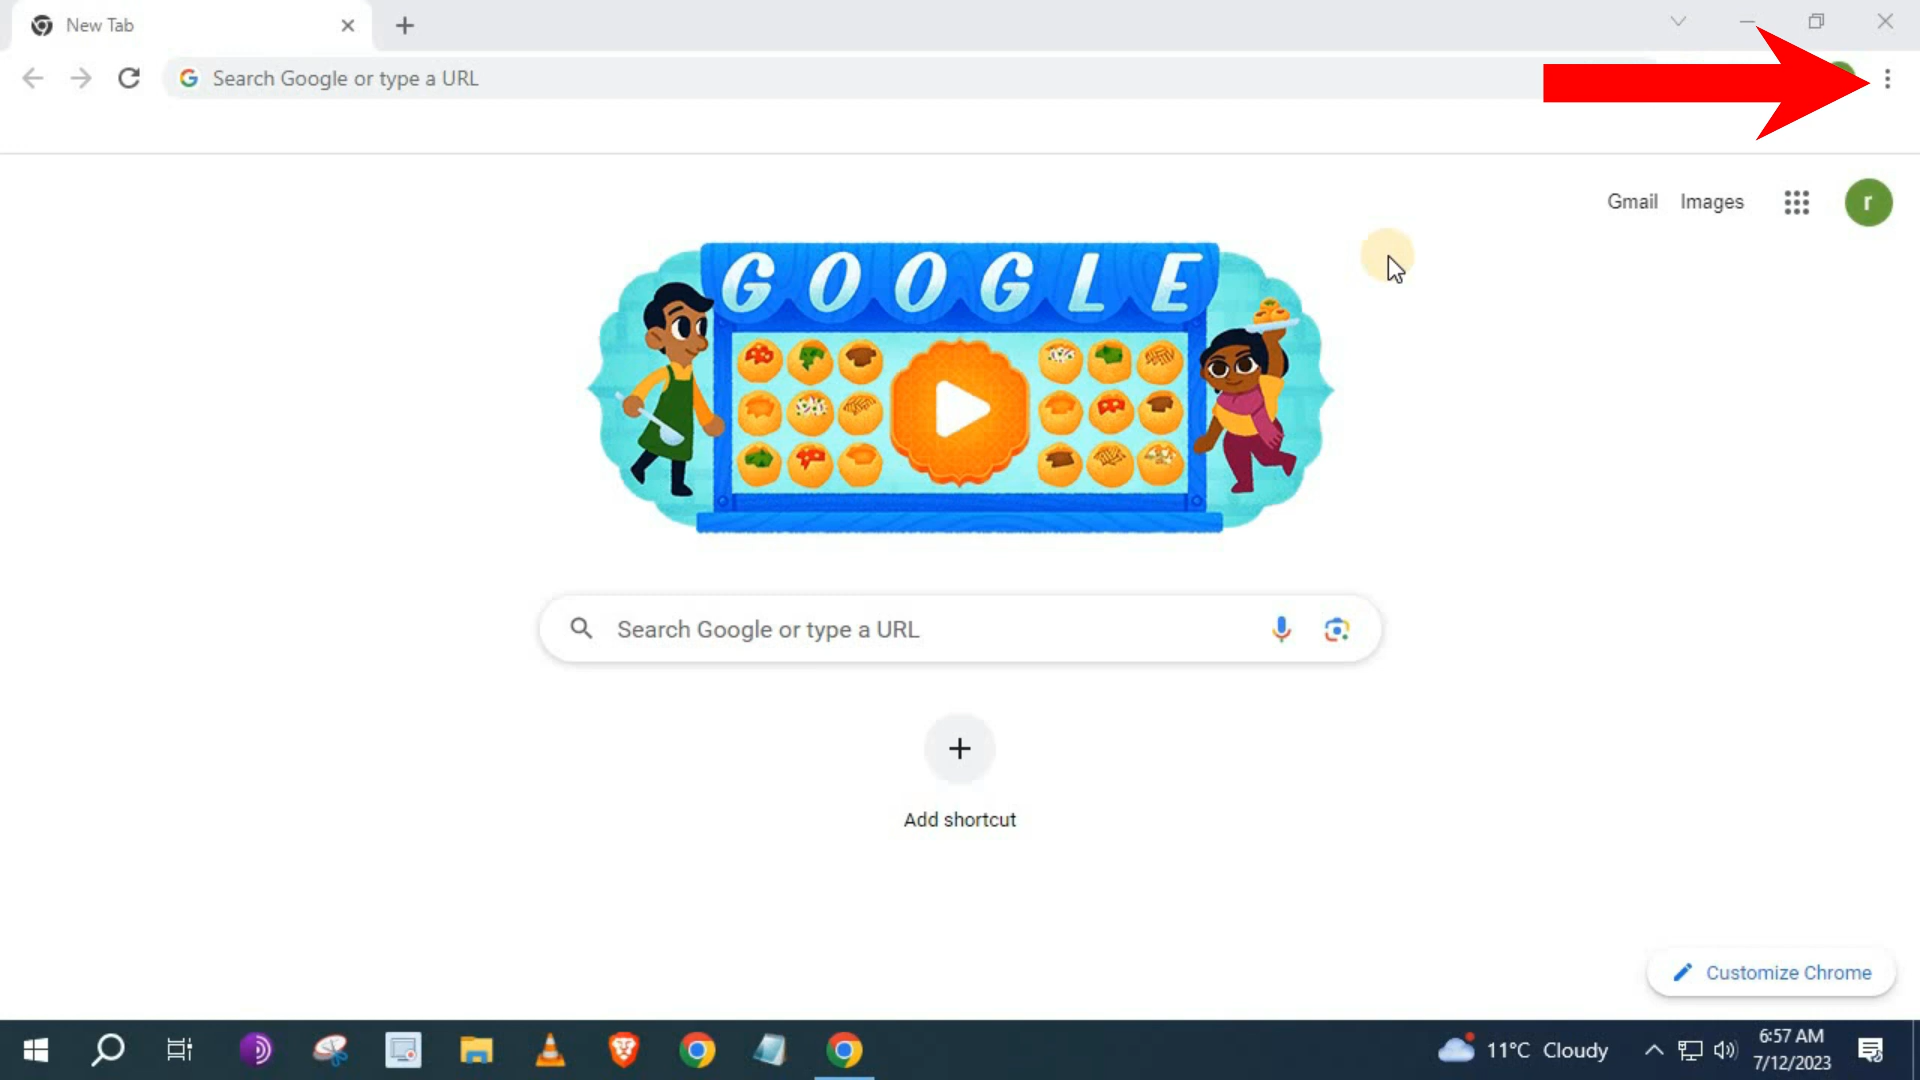 New Tab
Search Google or type a URL
Gmail Images
r
GOOGLE
Search Google or type a URL
Add shortcut
Customize Chrome
11°C Cloudy
6:57 AM
7/12/2023